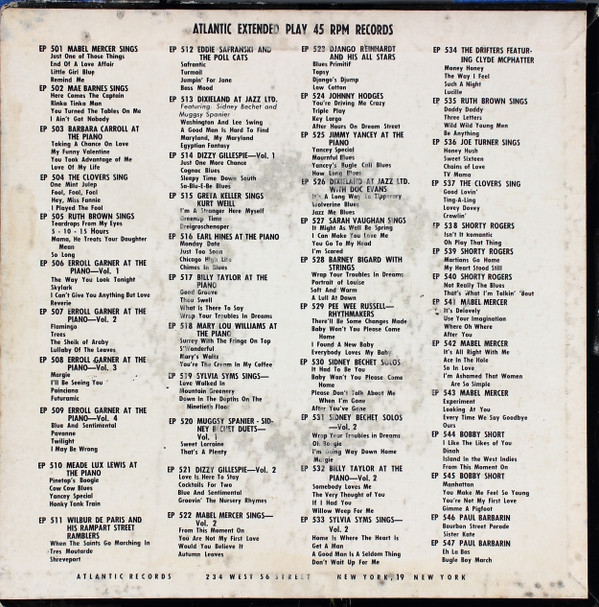 ATLANTIC EXTENDED PLAY 45 RPM RECORDS
EP 501 MABEL MERCER SINGS
Just One of Those Things
End Of A Love Affair
Little Girl Blue
Remind Me
EP 502 MAE BARNES SINGS
Here Comes the Captain
Rinka Tinka Man
You Turned the Tables On Me
I Ain't Got Nobody
EP 503 BARBARA CARROLL AT
THE PIANO
Taking A Chance On Love
My Funny Valentine
You Took Advantage of Me
Love Of My Life
EP 504 THE CLOVERS SING
One Mint Julep
Fool, Fool, Fool
Hey, Miss Fannie
I Played The Fool
EP 505 RUTH BROWN SINGS
Teardrops From My Eyes
5 - 10 - 15 Hours
Mama, He Treats Your Daughter
Mean
So Long
EP 506 ERROLL GARNER AT THE
PIANO—Vol. 1
The Way You Look Tonight
Skylark
I Can't Give You Anything But Love
Reverie
EP 507 ERROLL GARNER AT THE
PIANO—Vol. 2
Flamingo
Trees
The Sheik of Araby
Lullaby Of The Leaves
EP 508 ERROLL GARNER AT THE
PIANO—Vol. 3
Margie
I'll Be Seeing You
Painciana
Futuramic
EP 509 ERROLL GARNER AT THE
PIANO—Vol. 4
Blue And Sentimental
Pavanne
Twilight
I May Be Wrong
EP 510 MEADE LUX LEWIS AT
THE PIANO
Pinetop's Boogie
Cow Cow Blues
Yancey Special
Honky Tonk Train
EP 511 WILBUR DE PARIS AND
HIS RAMPART STREET
RAMBLERS
When The Saints Go Marching In
Tres Moutarde
Shreveport
EP 512 EDDIE SAFRANSKI AND
THE POLL CATS
Safrantic
Turmoil
Jumpin' For Jane
Bass Mood
EP 513 DIXIELAND AT JAZZ LTD.
Featuring: Sidney Bechet and
Muggsy Spanier
Washington And Lee Swing
A Good Man Is Hard To Find
Maryland, My Maryland
Egyptian Fantasy
EP 514 DIZZY GILLESPIE—Vol. 1
Just One More Chance
Cognac Blues
Sleepy Time Down South
Sa-Blu-E-Be Blues
EP 515 GRETA KELLER SINGS
KURT WEILL
I'm A Stranger Here Myself
Greenup Time
Dreigroschenoper
EP 516 EARL HINES AT THE PIANO
Monday Date
Just Too Soon
Chicago High Life
Chimes In Blues
EP 517 BILLY TAYLOR AT THE
PIANO
Good Groove
Thou Swell
What Is There To Say
Wrap Your Troubles In Dreams
EP 518 MARY LOU WILLIAMS AT
THE PIANO
Surrey With The Fringe On Top
S'Wonderful
Mary's Waltz
You're The Cream In My Coffee
EP 519 SYLVIA SYMS SINGS—
Love Walked In
Mountain Greenery
Down In The Depths On The
Ninetieth Floor
EP 520 MUGGSY SPANIER - SID-
NEY BECHET DUETS—
Vol. 1
Sweet Lorraine
That's A Plenty
EP 521 DIZZY GILLESPIE—Vol. 2
Love Is Here To Stay
Cocktails For Two
Blue And Sentimental
Groovin' The Nursery Rhymes
EP 522 MABEL MERCER SINGS—
Vol. 2
From This Moment On
You Are Not My First Love
Would You Believe It
Autumn Leaves
EP 523 DJANGO REINHARDT
AND HIS ALL STARS
Blues Primitif
Topsy
Django's Djump
Low Cotton
EP 524 JOHNNY HODGES
You're Driving Me Crazy
Triple Play
Key Largo
After Hours On Dream Street
EP 525 JIMMY YANCEY AT THE
PIANO
Yancey Special
Mournful Blues
Yancey's Bugle Call Blues
How Long Blues
EP 526 DIXIELAND AT JAZZ LTD.
WITH DOC EVANS
It's A Long Way To Tipperary
Wolverine Blues
Jazz Me Blues
EP 527 SARAH VAUGHAN SINGS
It Might As Well Be Spring
I Can Make You Love Me
You Go To My Head
I'm Scared
EP 528 BARNEY BIGARD WITH
STRINGS
Wrap Your Troubles In Dreams
Portrait of Louise
Soft And Warm
A Lull At Dawn
EP 529 PEE WEE RUSSELL—
RHYTHMAKERS
There'll Be Some Changes Made
Baby Won't You Please Come
Home
I Found A New Baby
Everybody Loves My Baby
EP 530 SIDNEY BECHET SOLOS
It Had To Be You
Baby Won't You Please Come
Home
Please Don't Talk About Me
When I'm Gone
After You've Gone
EP 531 SIDNEY BECHET SOLOS
—Vol. 2
Wrap Your Troubles In Dreams
Oh Boogie
I'm Going Way Down Home
Margie
EP 532 BILLY TAYLOR AT THE
PIANO—Vol. 2
Somebody Loves Me
The Very Thought of You
If I Had You
Willow Weep For Me
EP 533 SYLVIA SYMS SINGS—
Vol. 2
Home Is Where The Heart Is
Get A Man
A Good Man Is A Seldom Thing
Don't Wait Up For Me
EP 534 THE DRIFTERS FEATUR-
ING CLYDE MCPHATTER
Money Honey
The Way I Feel
Such A Night
Lucille
EP 535 RUTH BROWN SINGS
Daddy Daddy
Three Letters
Wild Wild Young Men
Be Anything
EP 536 JOE TURNER SINGS
Honey Hush
Sweet Sixteen
Chains of Love
TV Mama
EP 537 THE CLOVERS SING
Good Lovin'
Ting-A-Ling
Lovey Dovey
Crawlin'
EP 538 SHORTY ROGERS
Isn't It Romantic
Oh Play That Thing
EP 539 SHORTY ROGERS
Martians Go Home
My Heart Stood Still
EP 540 SHORTY ROGERS
Not Really The Blues
That's What I'm Talkin' 'Bout
EP 541 MABEL MERCER
It's Delovely
Use Your Imagination
Where Oh Where
After You
EP 542 MABEL MERCER
It's All Right With Me
Ace In The Hole
So In Love
I'm Ashamed That Women
Are So Simple
EP 543 MABEL MERCER
Experiment
Looking At You
Every Time We Say Goodbye
Ours
EP 544 BOBBY SHORT
I Like The Likes of You
Dinah
Island In the West Indies
From This Moment On
EP 545 BOBBY SHORT
Manhattan
You Make Me Feel So Young
You're Not My First Love
Gimme A Pigfoot
EP 546 PAUL BARBARIN
Bourbon Street Parade
Sister Kate
EP 547 PAUL BARBARIN
Eh La Bas
Bugle Boy March
ATLANTIC RECORDS 234 WEST 56 STREET NEW YORK, 19 NEW YORK